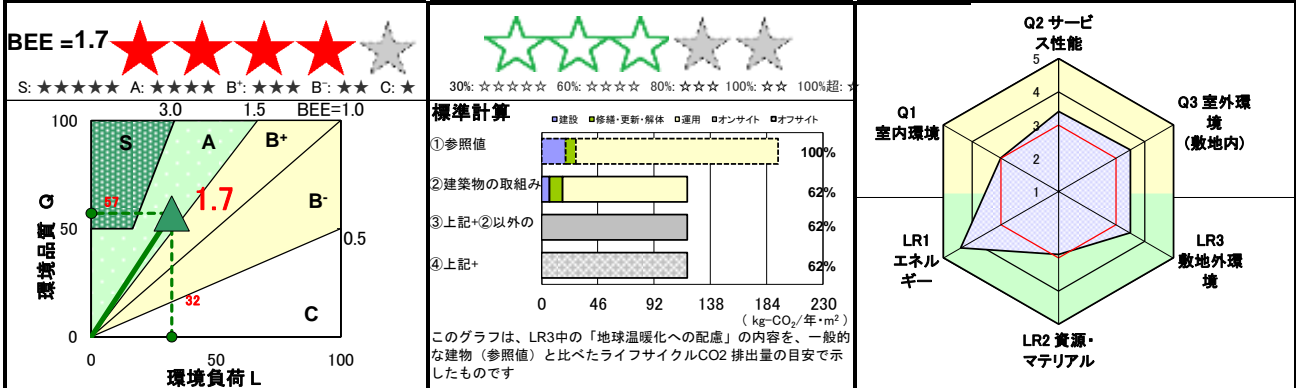 BEE =1.7
S: ★★★★★ A: ★★★★ B⁺: ★★★ B⁻: ★★ C: ★
3.0 1.5 BEE=1.0
100
S
A
B⁺
1.7
B⁻
57
50
0.5
32
C
0
0 50 100
環境品質 Q
環境負荷 L
30%: ☆☆☆☆☆ 60%: ☆☆☆☆ 80%: ☆☆☆ 100%: ☆☆ 100%超: ☆
標準計算
建設 修繕・更新・解体 運用 オンサイト オフサイト
①参照値 100%
②建築物の取組み 62%
③上記+②以外の 62%
④上記+ 62%
0 46 92 138 184 230
( kg-CO₂/年・m² )
このグラフは、LR3中の「地球温暖化への配慮」の内容を、一般的
な建物（参照値）と比べたライフサイクルCO2 排出量の目安で示
したものです
Q2 サービ
ス性能
5
4
3
2
1
Q1
室内環境
Q3 室外環
境
(敷地内)
LR1
エネル
ギー
LR3
敷地外環
境
LR2 資源・
マテリアル